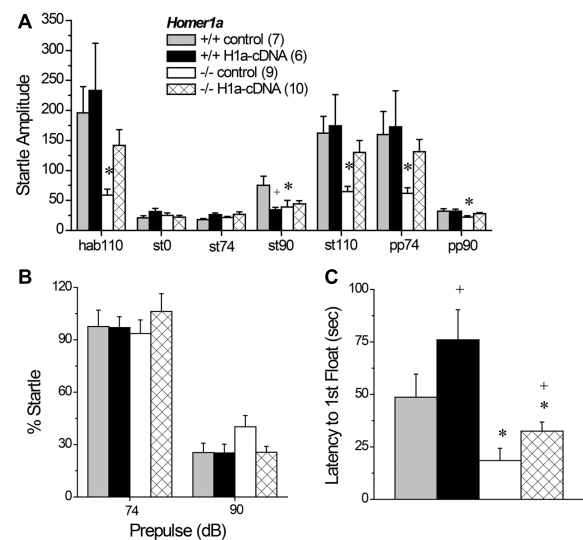 A
Homer1a
+/+ control (7)
+/+ H1a-cDNA (6)
-/- control (9)
-/- H1a-cDNA (10)
Startle Amplitude
350
300
250
200
150
100
50
0
*
+
*
*
*
*
hab110 st0 st74 st90 st110 pp74 pp90
B
% Startle
120
90
60
30
0
74 90
Prepulse (dB)
C
Latency to 1st Float (sec)
100
75
50
25
0
+
*
+
*